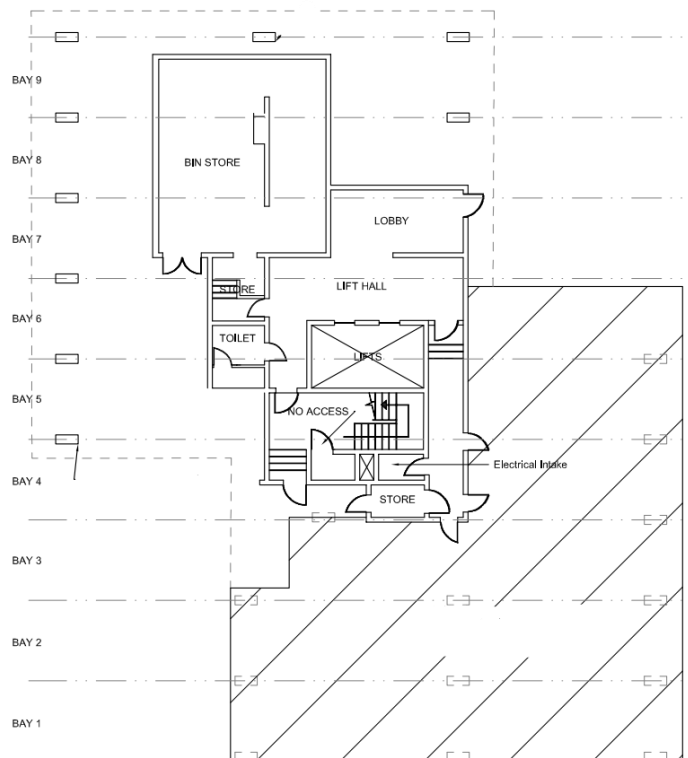 BAY 9
BAY 8
BIN STORE
LOBBY
BAY 7
STORE
LIFT HALL
BAY 6
TOILET
LIFTS
BAY 5
NO ACCESS
Electrical Intake
BAY 4
STORE
BAY 3
BAY 2
BAY 1